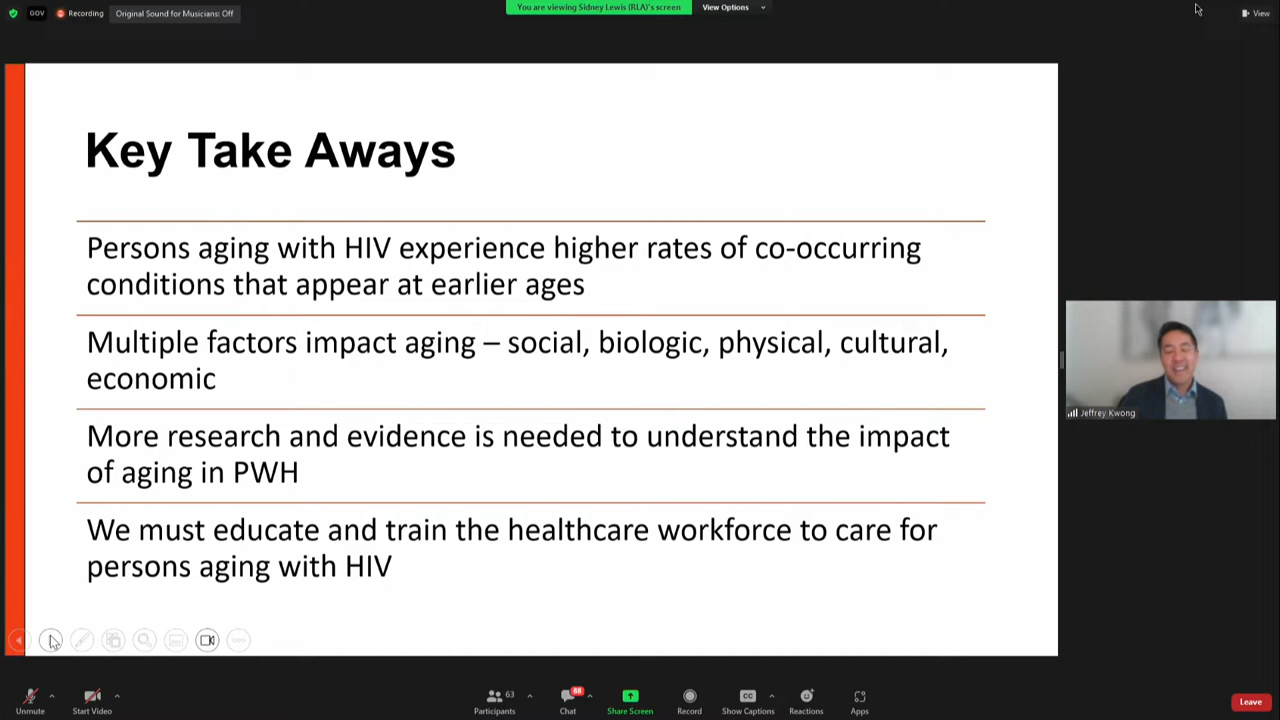 GOV
Recording
Original Sound for Musicians: Off
You are viewing Sidney Lewis (RLA)'s screen
View Options
View
Key Take Aways
Persons aging with HIV experience higher rates of co-occurring
conditions that appear at earlier ages
Multiple factors impact aging – social, biologic, physical, cultural,
economic
More research and evidence is needed to understand the impact
of aging in PWH
We must educate and train the healthcare workforce to care for
persons aging with HIV
Jeffrey Kwong
Unmute
Start Video
63
Participants
88
Chat
Share Screen
Record
CC
Show Captions
Reactions
Apps
Leave